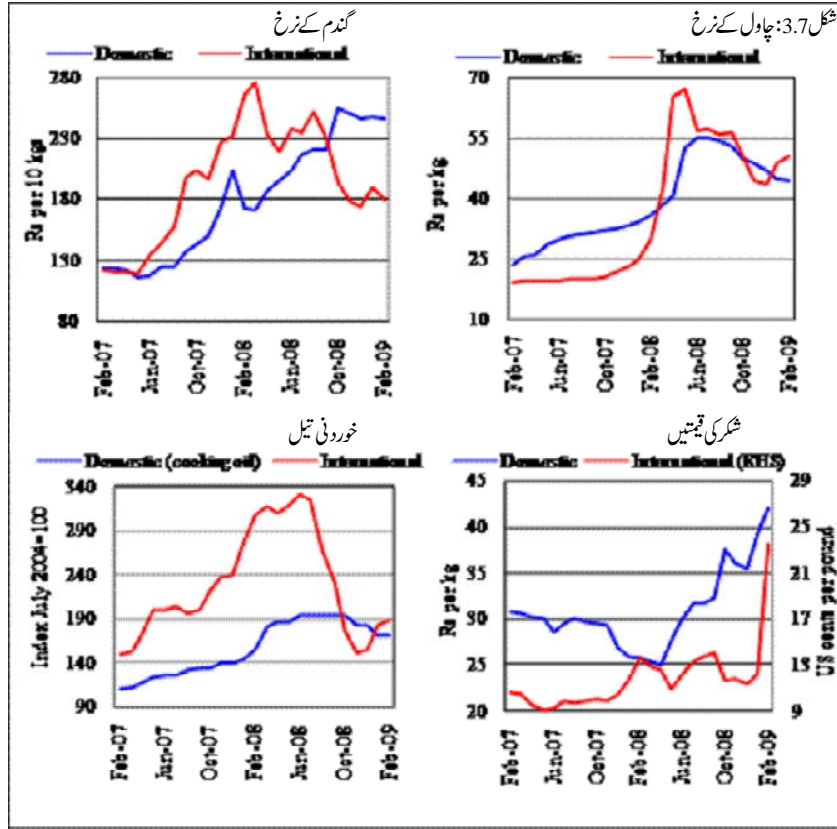 شکل3.7: چاول کے نرخ
Domestic International
Rs per kg
70
55
40
25
10
Feb-07
Jun-07
Oct-07
Feb-08
Jun-08
Oct-08
Feb-09
گندم کے نرخ
Domestic International
Rs per 10 kgs
280
230
180
130
80
Feb-07
Jun-07
Oct-07
Feb-08
Jun-08
Oct-08
Feb-09
شکر کی قیمتیں
Domestic International (RHS)
Rs per kg
45
40
35
30
25
20
US cents per pound
29
25
21
17
13
9
Feb-07
Jun-07
Oct-07
Feb-08
Jun-08
Oct-08
Feb-09
خوردنی تیل
Domestic (cooking oil) International
Index July 2004=100
340
290
240
190
140
90
Feb-07
Jun-07
Oct-07
Feb-08
Jun-08
Oct-08
Feb-09